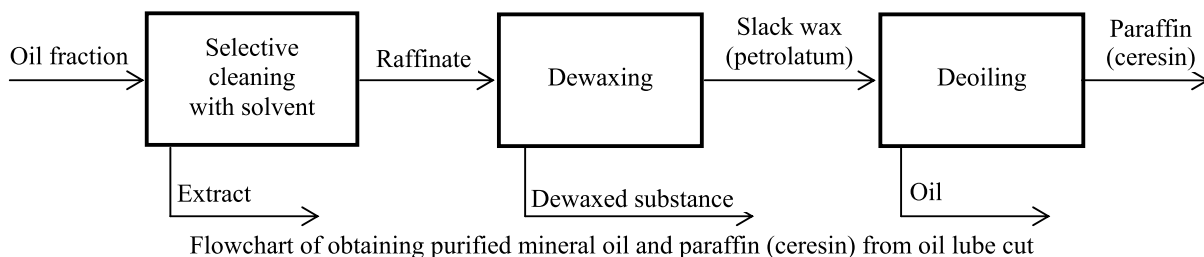 Oil fraction
Selective
cleaning
with solvent
Raffinate
Dewaxing
Slack wax
(petrolatum)
Deoiling
Paraffin
(ceresin)
Extract
Dewaxed substance
Oil
Flowchart of obtaining purified mineral oil and paraffin (ceresin) from oil lube cut